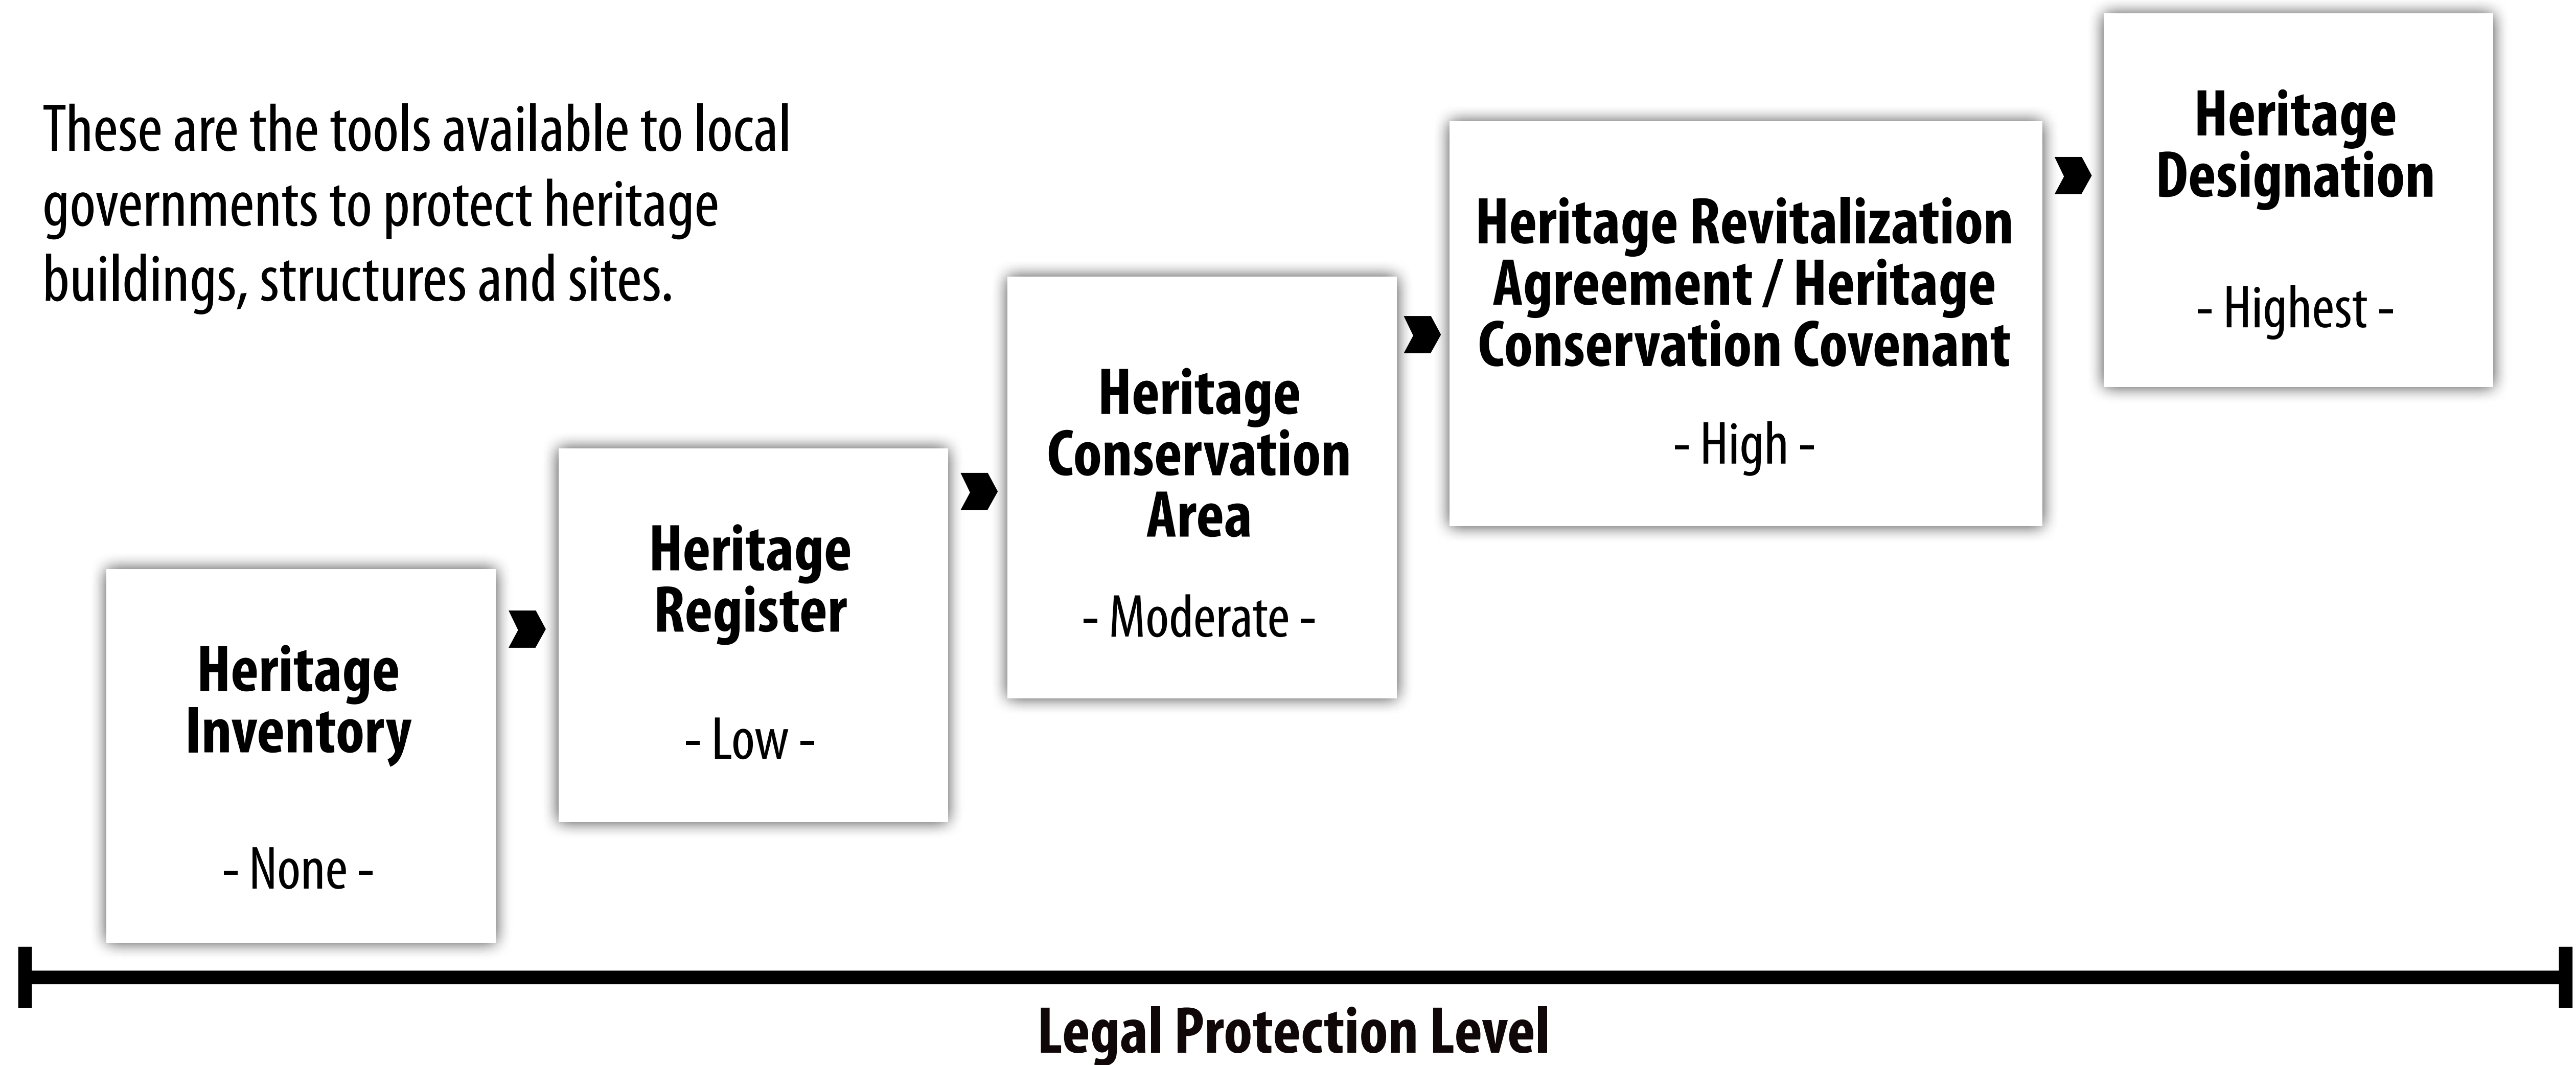 These are the tools available to local
governments to protect heritage
buildings, structures and sites.
Heritage
Inventory
- None -
Heritage
Register
- Low -
Heritage
Conservation
Area
- Moderate -
Heritage Revitalization
Agreement / Heritage
Conservation Covenant
- High -
Heritage
Designation
- Highest -
Legal Protection Level